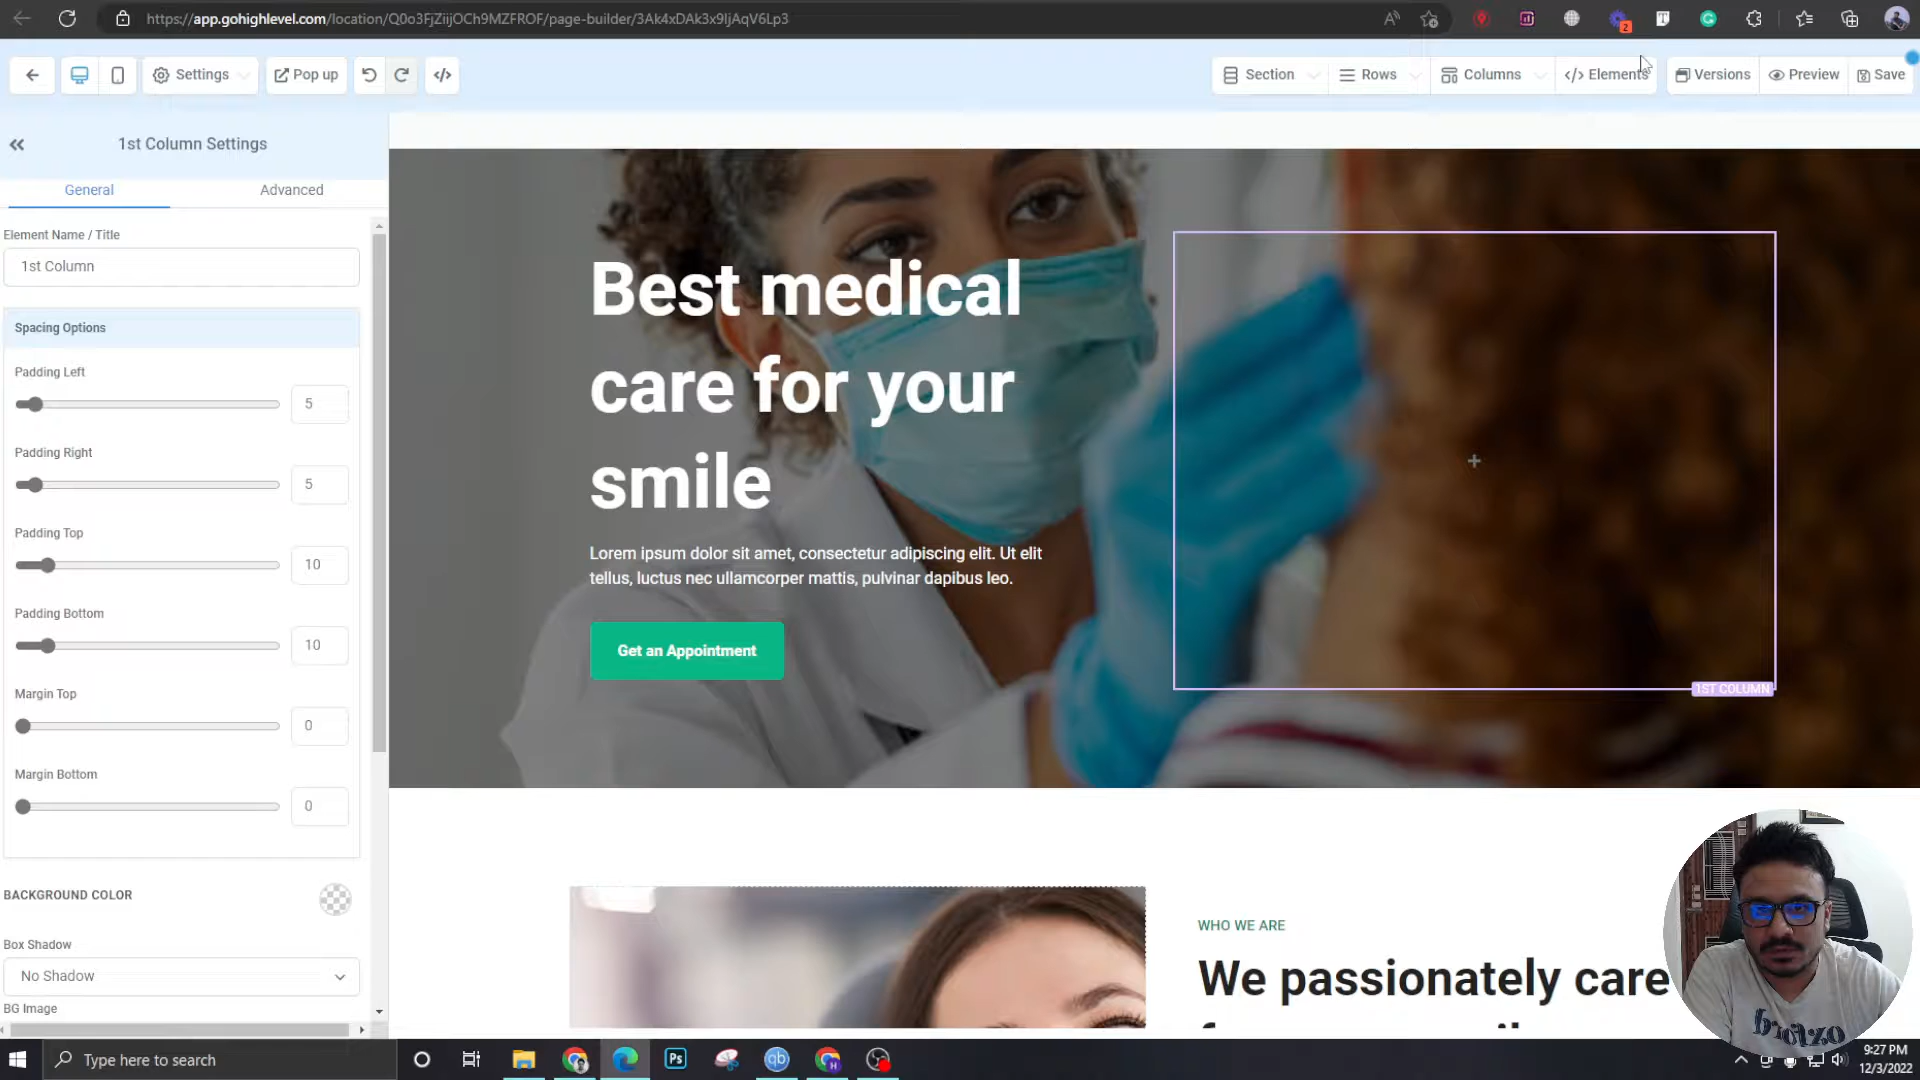 https://app.gohighlevel.com/location/Q0o3FjZiijOCh9MZFROF/page-builder/3Ak4xDAk3x9ljAqV6Lp3
2
Settings
Pop up
Section
Rows
Columns
Elements
Versions
Preview
Save
1st Column Settings
General
Advanced
Element Name / Title
1st Column
Spacing Options
Padding Left
5
Padding Right
5
Padding Top
10
Padding Bottom
10
Margin Top
0
Margin Bottom
0
BACKGROUND COLOR
Box Shadow
No Shadow
BG Image
Best medical
care for your
smile
Lorem ipsum dolor sit amet, consectetur adipiscing elit. Ut elit
tellus, luctus nec ullamcorper mattis, pulvinar dapibus leo.
Get an Appointment
1ST COLUMN
WHO WE ARE
We passionately care
Type here to search
Ps
qb
H
9:27 PM
12/3/2022